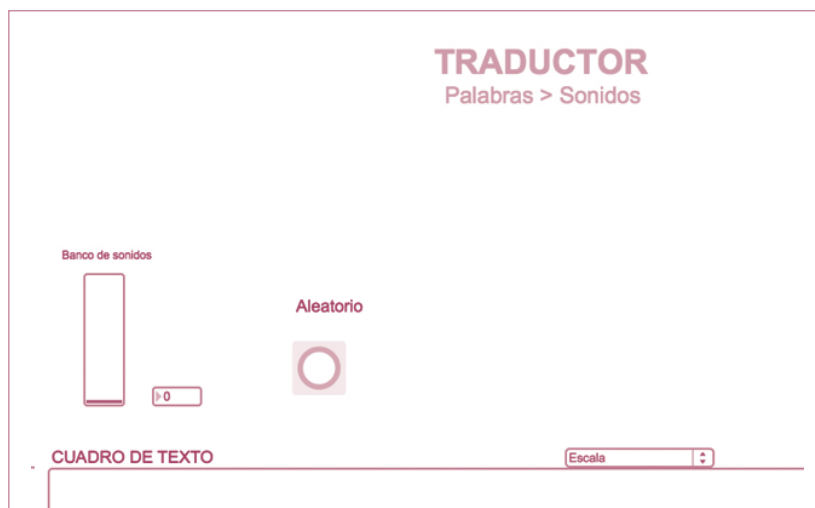 TRADUCTOR
Palabras > Sonidos
Banco de sonidos
Aleatorio
0
CUADRO DE TEXTO
Escala